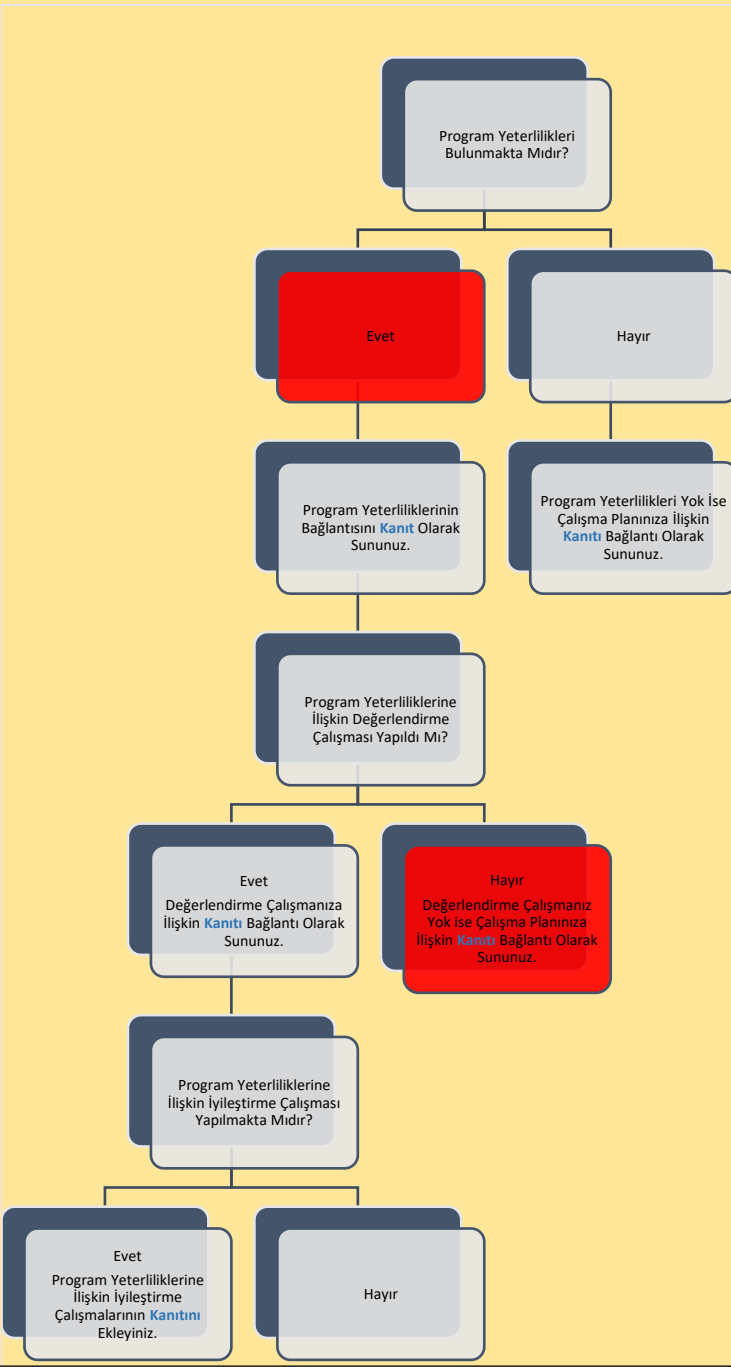 Program Yeterlilikleri
Bulunmakta Mıdır?
Evet
Hayır
Program Yeterliliklerinin
Bağlantısını Kanıt Olarak
Sununuz.
Program Yeterlilikleri Yok İse
Çalışma Planınıza İlişkin
Kanıtı Bağlantı Olarak
Sununuz.
Program Yeterliliklerine
İlişkin Değerlendirme
Çalışması Yapıldı Mı?
Evet
Değerlendirme Çalışmanıza
İlişkin Kanıtı Bağlantı Olarak
Sununuz.
Hayır
Değerlendirme Çalışmanız
Yok ise Çalışma Planınıza
İlişkin Kanıtı Bağlantı Olarak
Sununuz.
Program Yeterliliklerine
İlişkin İyileştirme Çalışması
Yapılmakta Mıdır?
Evet
Program Yeterliliklerine
İlişkin İyileştirme
Çalışmalarının Kanıtını
Ekleyiniz.
Hayır